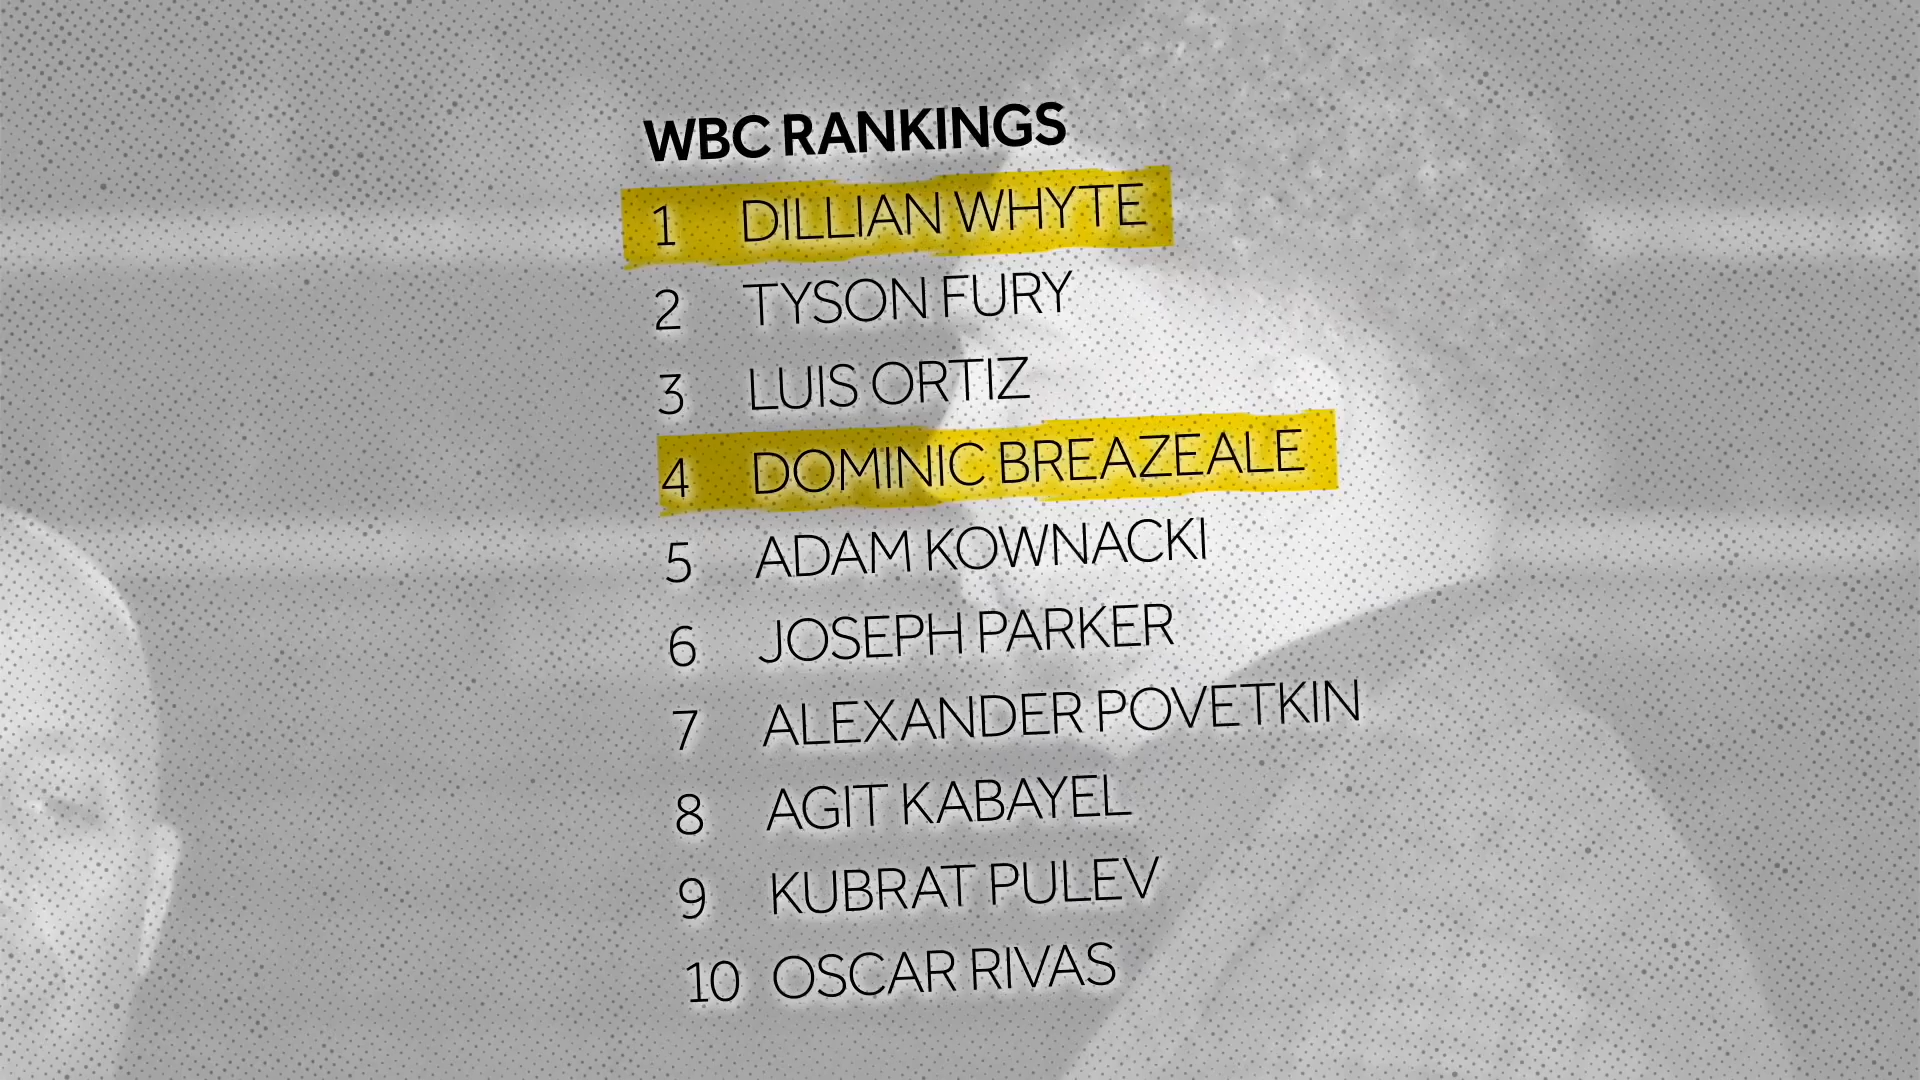 WBC RANKINGS
1 DILLIAN WHYTE
2 TYSON FURY
3 LUIS ORTIZ
4 DOMINIC BREAZEALE
5 ADAM KOWNACKI
6 JOSEPH PARKER
7 ALEXANDER POVETKIN
8 AGIT KABAYEL
9 KUBRAT PULEV
10 OSCAR RIVAS